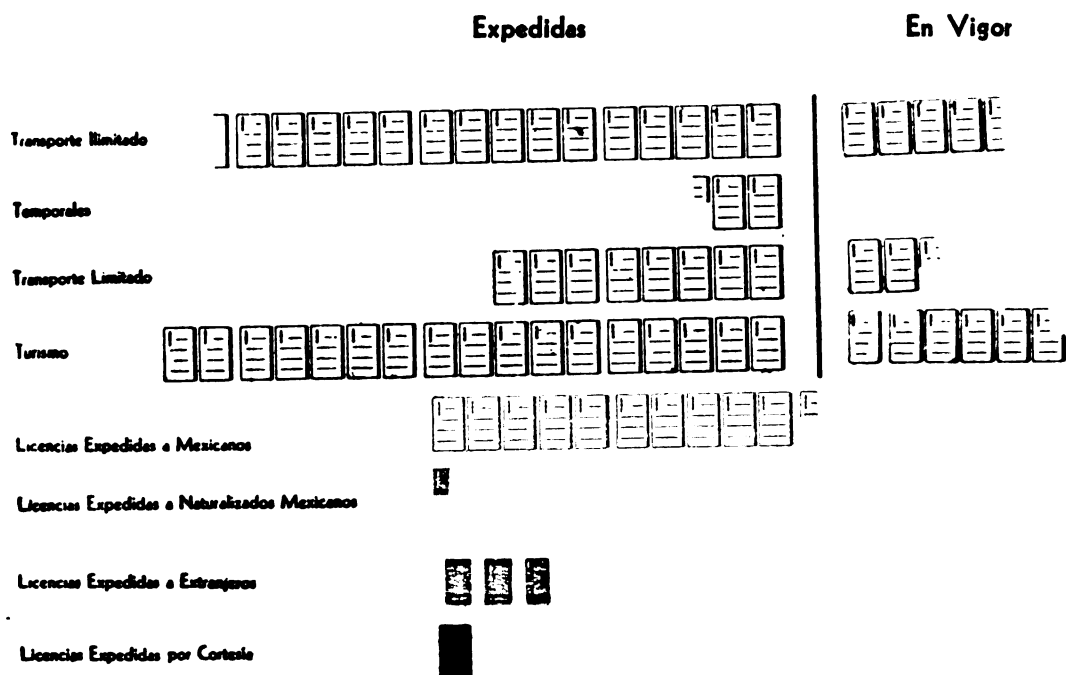 Expedidas
En Vigor
Transporte Ilimitado
Temporales
Transporte Limitado
Turismo
Licencias Expedidas a Mexicanos
Licencias Expedidas a Naturalizados Mexicanos
Licencias Expedidas a Extranjeros
Licencias Expedidas por Cortesía